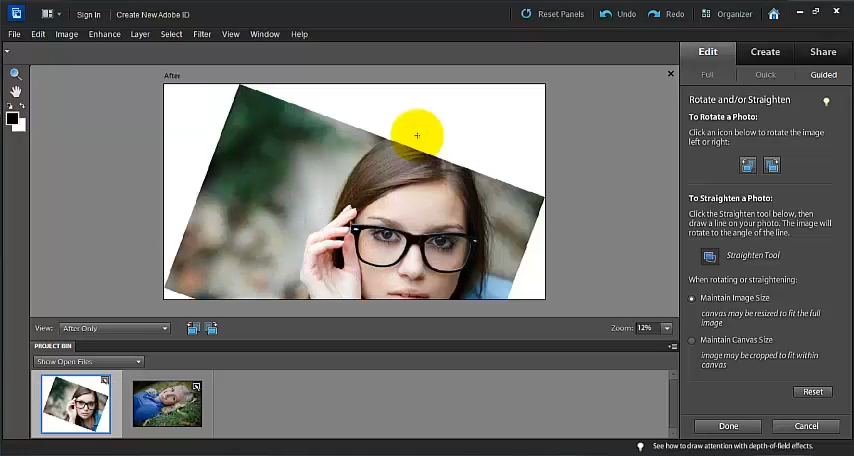 Sign In
Create New Adobe ID
Reset Panels
Undo
Redo
Organizer
File Edit Image Enhance Layer Select Filter View Window Help
Edit Create Share
Full Quick Guided
After
Rotate and/or Straighten
To Rotate a Photo:
Click an icon below to rotate the image
left or right:
To Straighten a Photo:
Click the Straighten tool below, then
draw a line on your photo. The image will
rotate to the angle of the line.
Straighten Tool
When rotating or straightening:
Maintain Image Size
canvas may be resized to fit the full
image
Maintain Canvas Size
image may be cropped to fit within
canvas
Reset
Done Cancel
View: After Only
Zoom: 12%
PROJECT BIN
Show Open Files
See how to draw attention with depth-of-field effects.